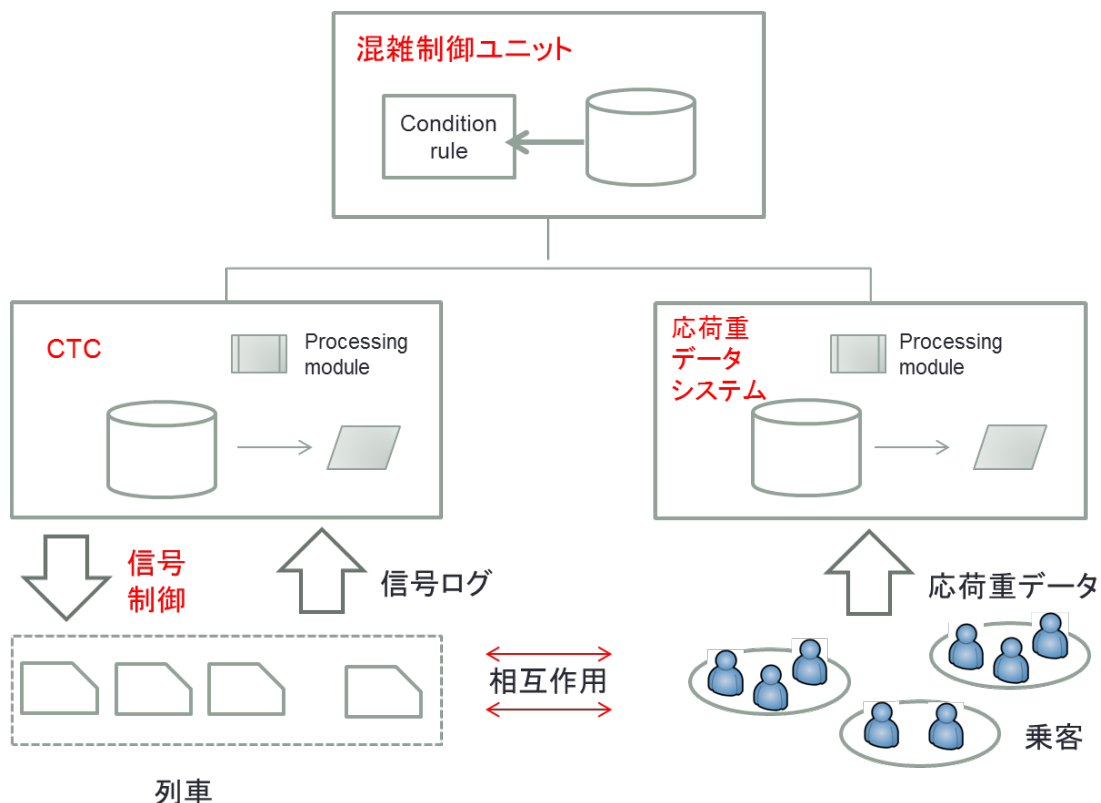 混雑制御ユニット
Condition
rule
CTC
Processing
module
応荷重
データ
システム
Processing
module
信号
制御
信号ログ
応荷重データ
相互作用
乗客
列車